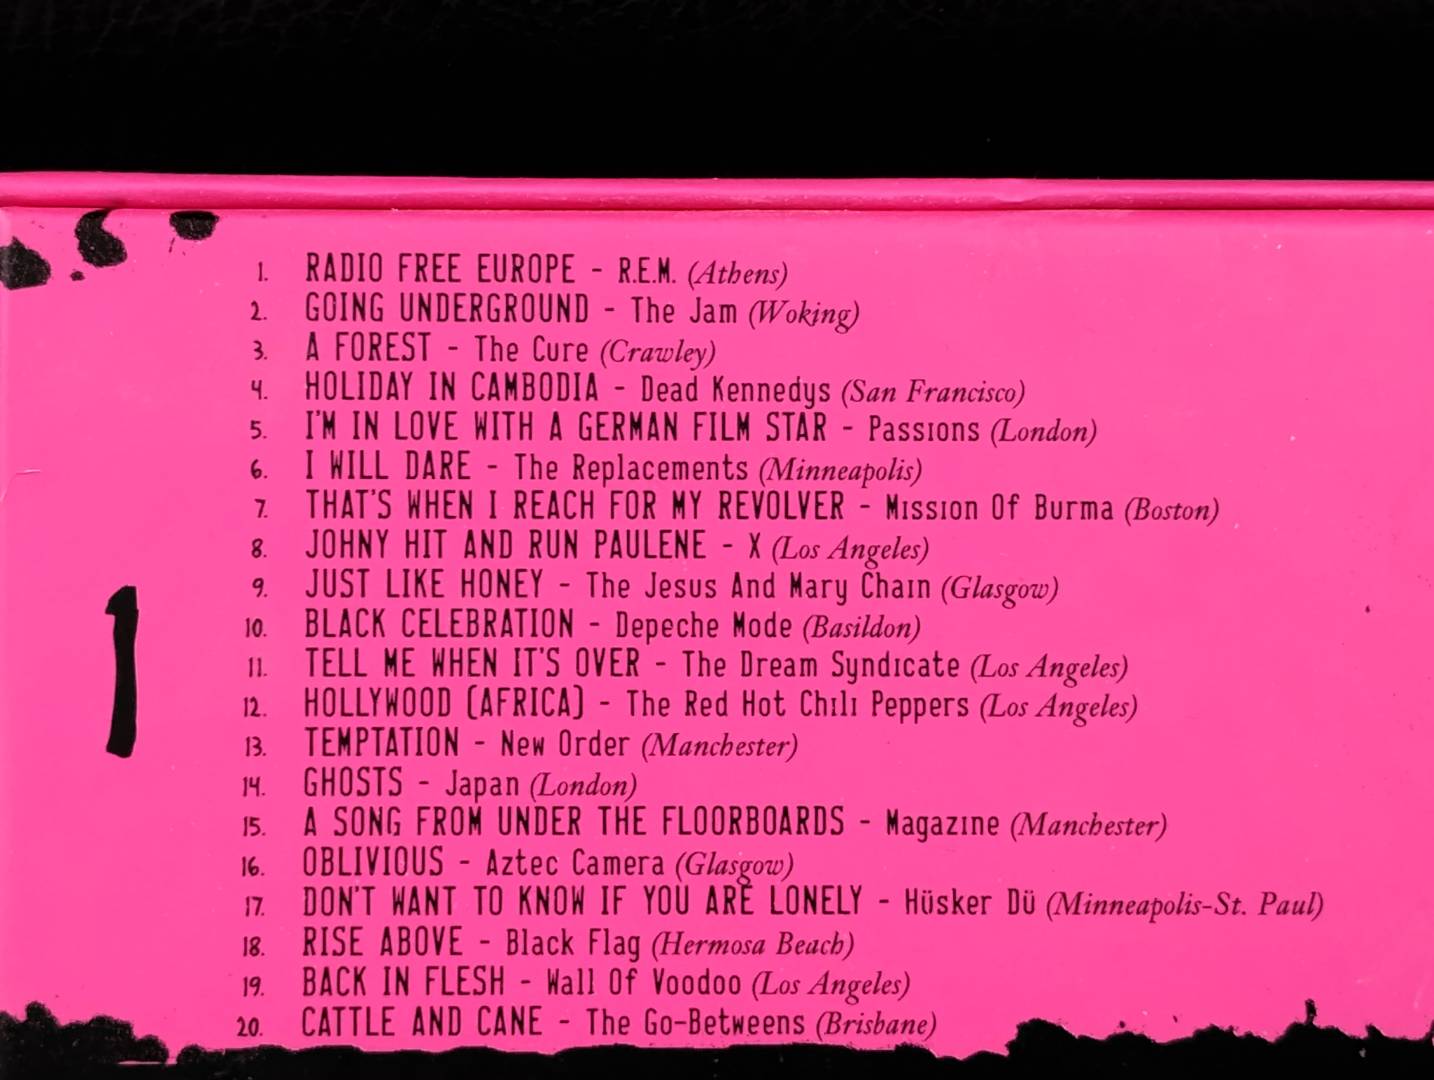 1
1. RADIO FREE EUROPE - R.E.M. (Athens)
2. GOING UNDERGROUND - The Jam (Woking)
3. A FOREST - The Cure (Crawley)
4. HOLIDAY IN CAMBODIA - Dead Kennedys (San Francisco)
5. I'M IN LOVE WITH A GERMAN FILM STAR - Passions (London)
6. I WILL DARE - The Replacements (Minneapolis)
7. THAT'S WHEN I REACH FOR MY REVOLVER - Mission Of Burma (Boston)
8. JOHNY HIT AND RUN PAULENE - X (Los Angeles)
9. JUST LIKE HONEY - The Jesus And Mary Chain (Glasgow)
10. BLACK CELEBRATION - Depeche Mode (Basildon)
11. TELL ME WHEN IT'S OVER - The Dream Syndicate (Los Angeles)
12. HOLLYWOOD (AFRICA) - The Red Hot Chili Peppers (Los Angeles)
13. TEMPTATION - New Order (Manchester)
14. GHOSTS - Japan (London)
15. A SONG FROM UNDER THE FLOORBOARDS - Magazine (Manchester)
16. OBLIVIOUS - Aztec Camera (Glasgow)
17. DON'T WANT TO KNOW IF YOU ARE LONELY - Hüsker Dü (Minneapolis-St. Paul)
18. RISE ABOVE - Black Flag (Hermosa Beach)
19. BACK IN FLESH - Wall Of Voodoo (Los Angeles)
20. CATTLE AND CANE - The Go-Betweens (Brisbane)